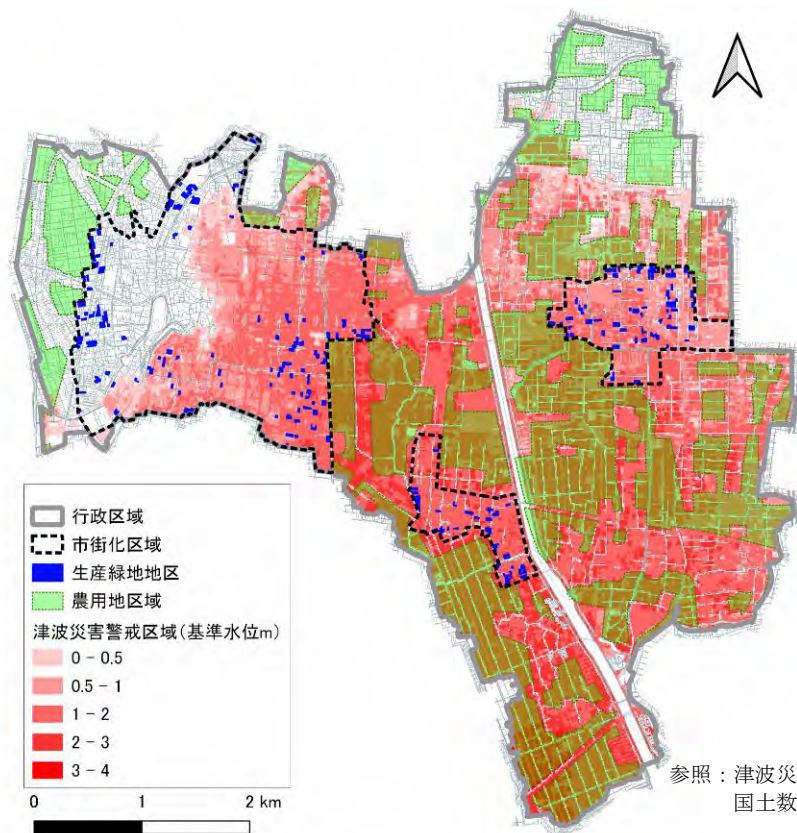 行政区域
市街化区域
生産緑地地区
農用地区域
津波災害警戒区域(基準水位m)
0 - 0.5
0.5 - 1
1 - 2
2 - 3
3 - 4
0 1 2 km
参照：津波災
国土数